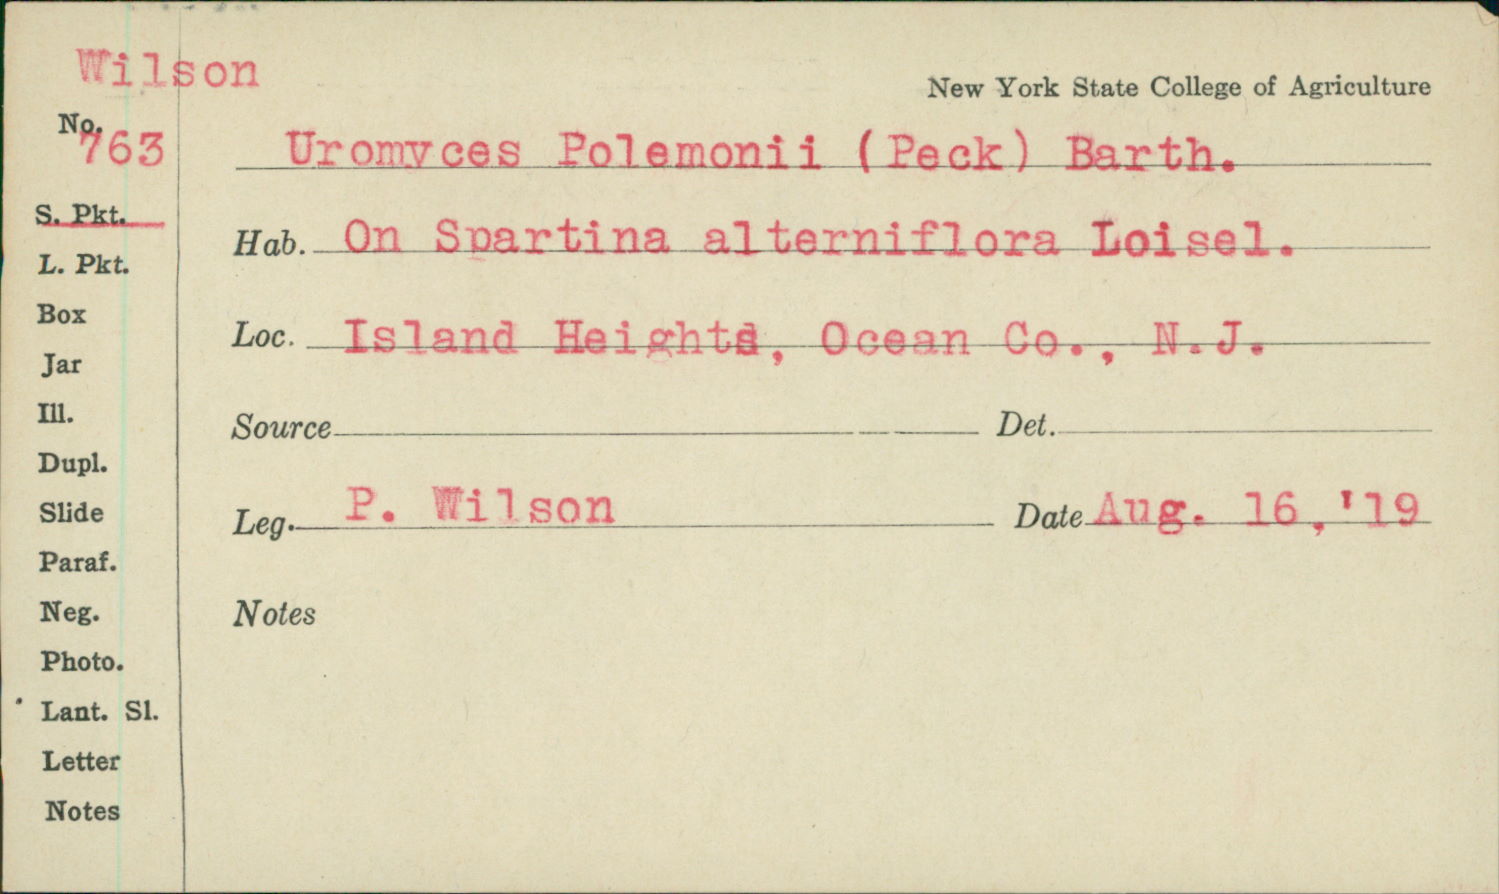 Wilson
New York State College of Agriculture
No.
763 Uromyces Polemonii (Peck) Barth.
S. Pkt.
Hab. On Spartina alterniflora Loisel.
L. Pkt.
Box
Loc. Island Heights, Ocean Co., N.J.
Jar
Ill.
Source Det.
Dupl.
Slide
Leg. P. Wilson Date Aug. 16,'19
Paraf.
Neg.
Notes
Photo.
Lant. Sl.
Letter
Notes